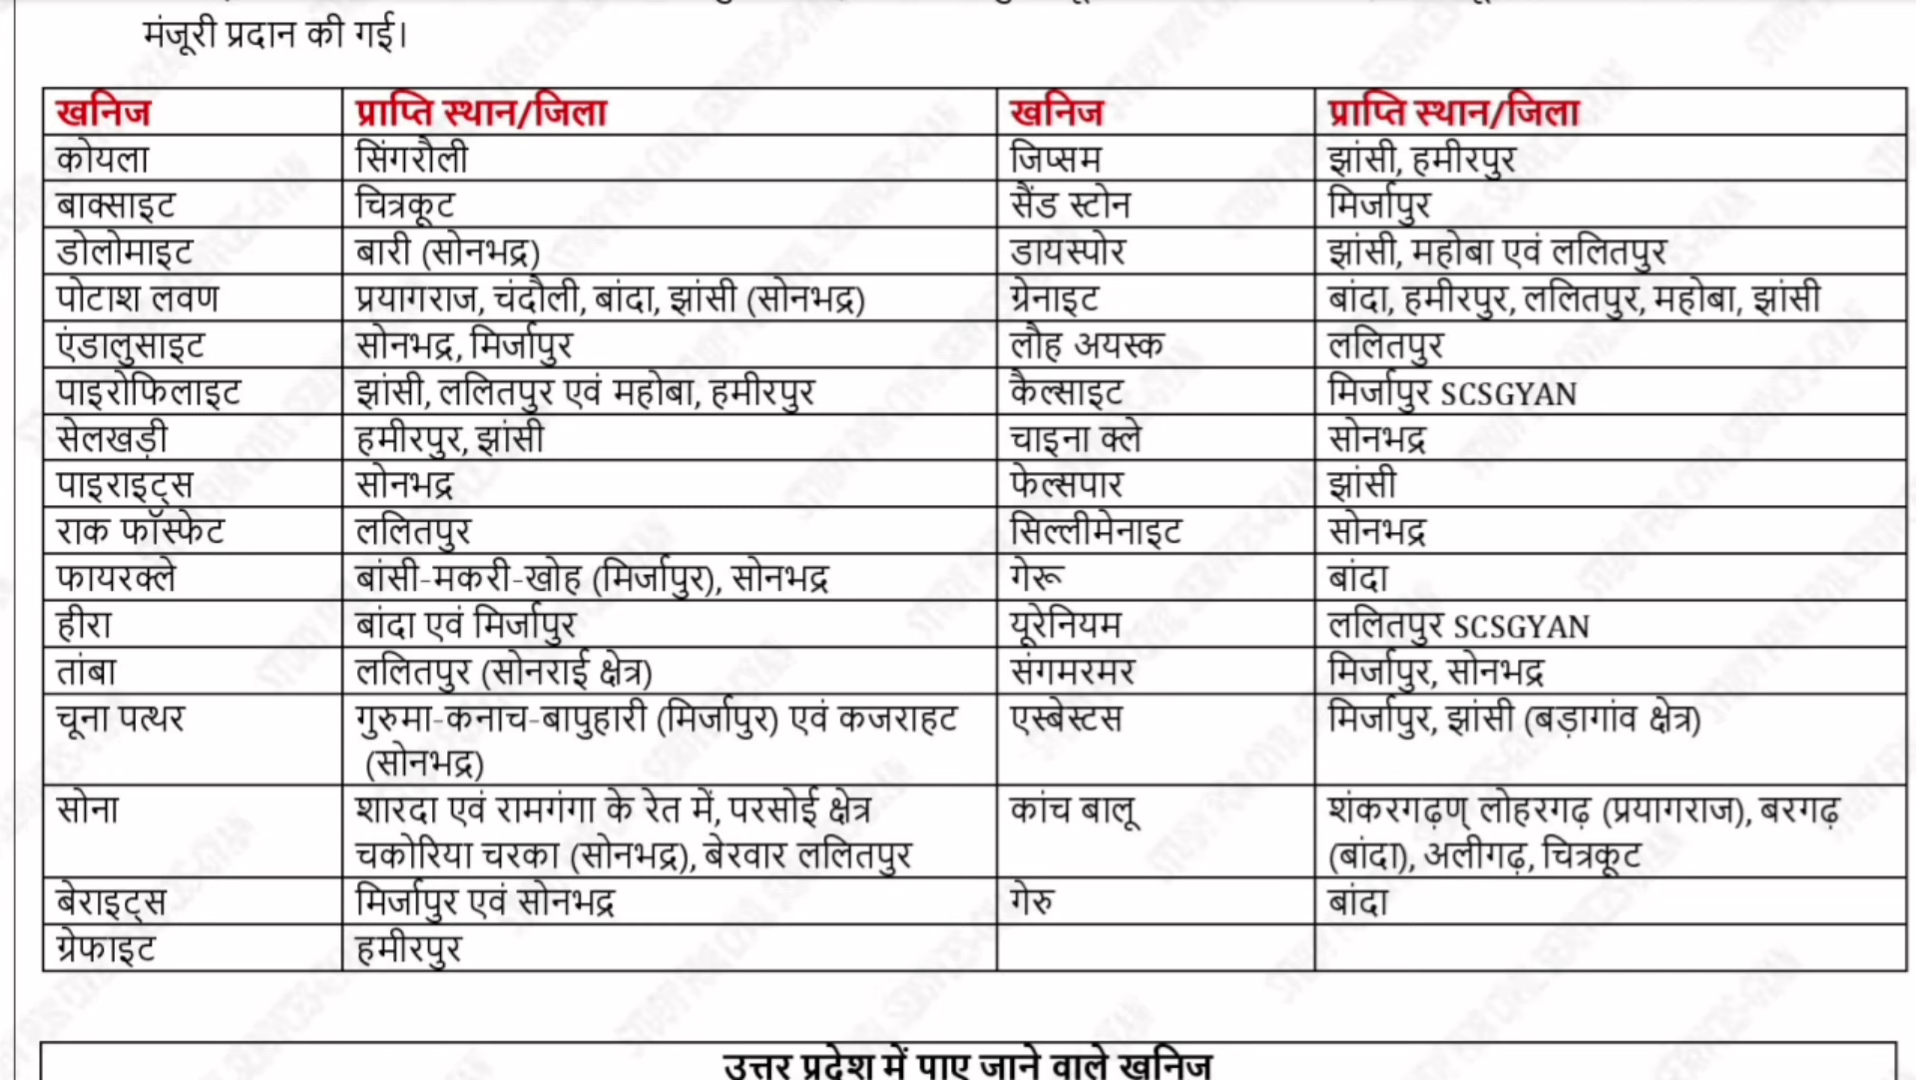 मंजूरी प्रदान की गई।
खनिज प्राप्ति स्थान/जिला खनिज प्राप्ति स्थान/जिला
कोयला सिंगरौली जिप्सम झांसी, हमीरपुर
बाक्साइट चित्रकूट सैंड स्टोन मिर्जापुर
डोलोमाइट बारी (सोनभद्र) डायस्पोर झांसी, महोबा एवं ललितपुर
पोटाश लवण प्रयागराज, चंदौली, बांदा, झांसी (सोनभद्र) ग्रेनाइट बांदा, हमीरपुर, ललितपुर, महोबा, झांसी
एंडालुसाइट सोनभद्र, मिर्जापुर लौह अयस्क ललितपुर
पाइरोफिलाइट झांसी, ललितपुर एवं महोबा, हमीरपुर कैल्साइट मिर्जापुर SCSGYAN
सेलखड़ी हमीरपुर, झांसी चाइना क्ले सोनभद्र
पाइराइट्स सोनभद्र फेल्सपार झांसी
राक फॉस्फेट ललितपुर सिल्लीमेनाइट सोनभद्र
फायरक्ले बांसी-मकरी-खोह (मिर्जापुर), सोनभद्र गेरू बांदा
हीरा बांदा एवं मिर्जापुर यूरेनियम ललितपुर SCSGYAN
तांबा ललितपुर (सोनराई क्षेत्र) संगमरमर मिर्जापुर, सोनभद्र
चूना पत्थर गुरुमा-कनाच-बापुहारी (मिर्जापुर) एवं कजराहट एस्बेस्टस मिर्जापुर, झांसी (बड़ागांव क्षेत्र)
(सोनभद्र)
सोना शारदा एवं रामगंगा के रेत में, परसोई क्षेत्र कांच बालू शंकरगढ़ण् लोहरगढ़ (प्रयागराज), बरगढ़
चकोरिया चरका (सोनभद्र), बेरवार ललितपुर (बांदा), अलीगढ़, चित्रकूट
बेराइट्स मिर्जापुर एवं सोनभद्र गेरु बांदा
ग्रेफाइट हमीरपुर
उत्तर प्रदेश में पाए जाने वाले खनिज